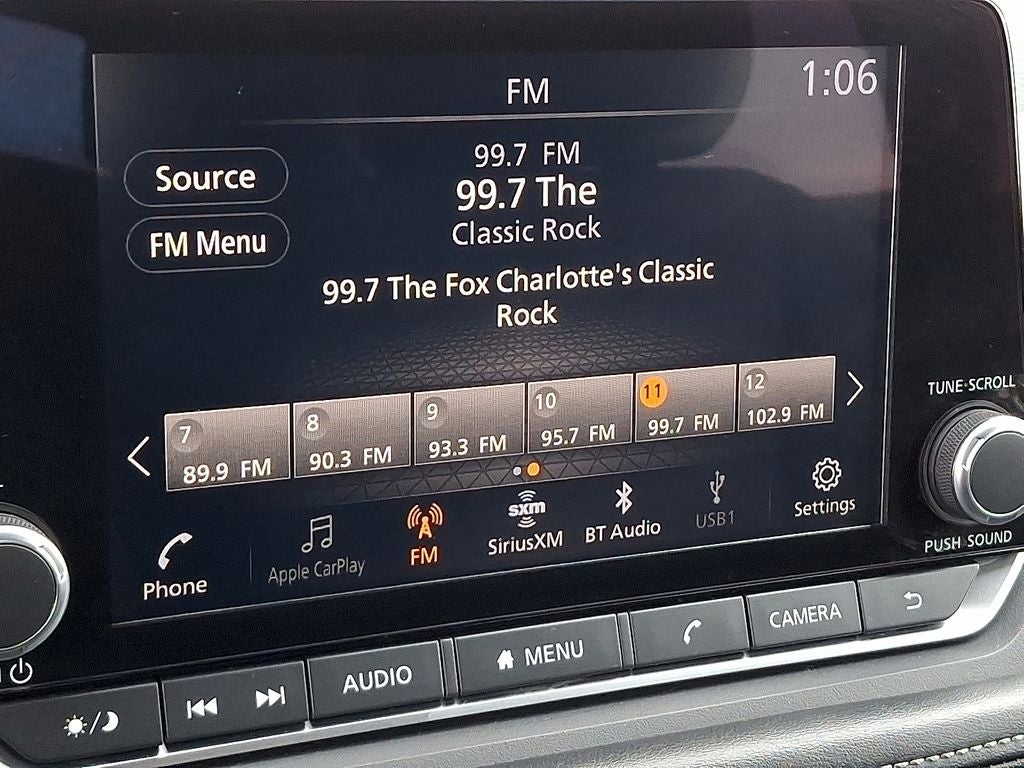 FM
1:06
Source
FM Menu
99.7 FM
99.7 The
Classic Rock
99.7 The Fox Charlotte's Classic
Rock
7
89.9 FM
8
90.3 FM
9
93.3 FM
10
95.7 FM
11
99.7 FM
12
102.9 FM
Phone
Apple CarPlay
FM
sxm
SiriusXM
BT Audio
USB1
Settings
TUNE·SCROLL
PUSH SOUND
AUDIO
MENU
CAMERA